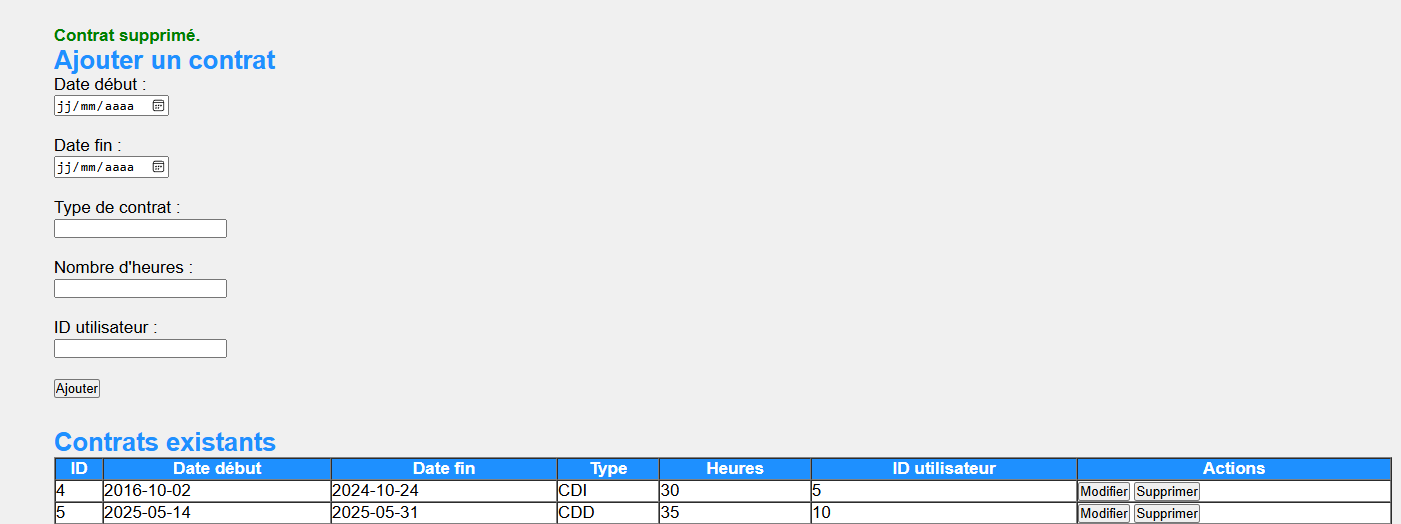 Contrat supprimé.
Ajouter un contrat
Date début :
jj/mm/aaaa
Date fin :
jj/mm/aaaa
Type de contrat :
Nombre d'heures :
ID utilisateur :
Ajouter
Contrats existants
ID Date début Date fin Type Heures ID utilisateur Actions
4 2016-10-02 2024-10-24 CDI 30 5 Modifier Supprimer
5 2025-05-14 2025-05-31 CDD 35 10 Modifier Supprimer